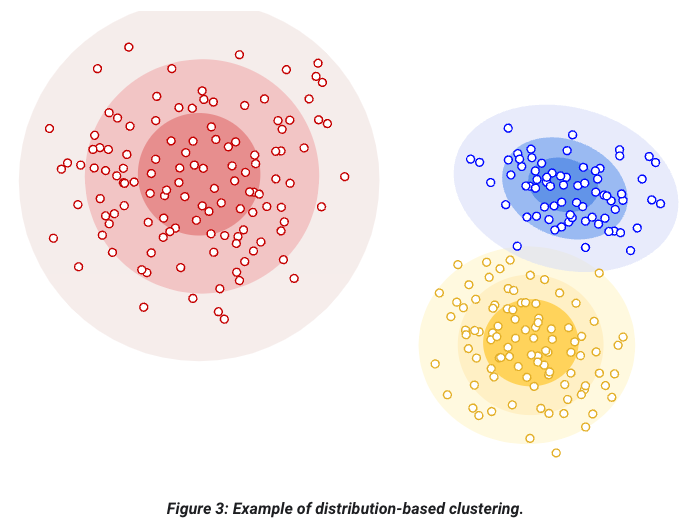 Figure 3: Example of distribution-based clustering.